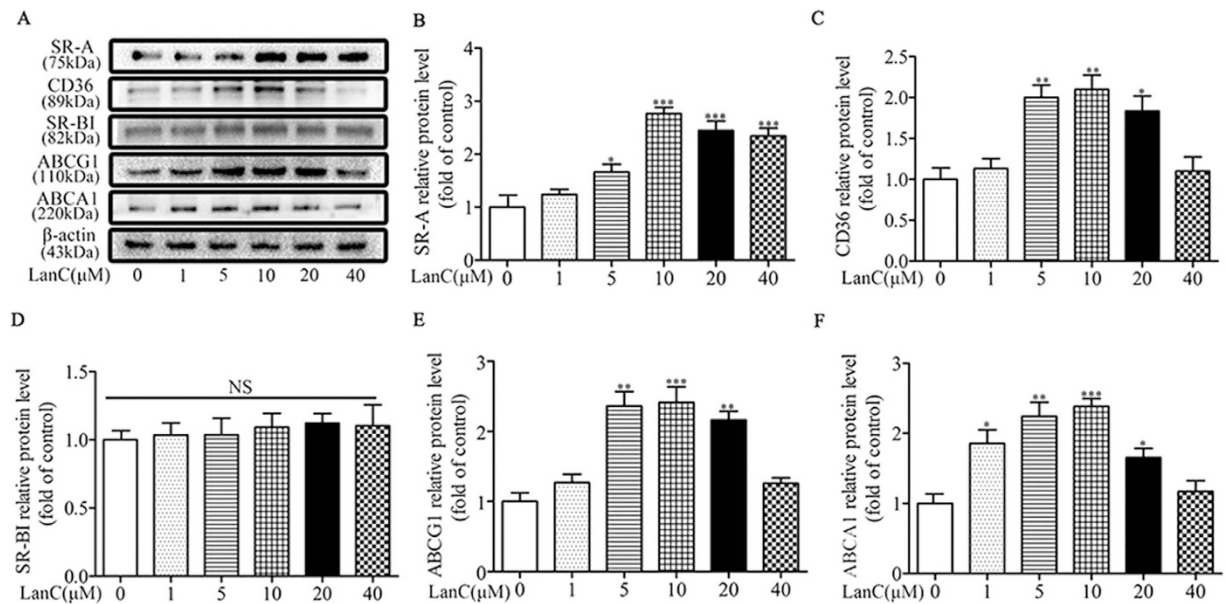 A
SR-A
(75kDa)
CD36
(89kDa)
SR-BI
(82kDa)
ABCG1
(110kDa)
ABCA1
(220kDa)
β-actin
(43kDa)
LanC(μM) 0 1 5 10 20 40
B
SR-A relative protein level
(fold of control)
4
3
2
1
0
*
***
***
***
0 1 5 10 20 40
C
CD36 relative protein level
(fold of control)
2.5
2.0
1.5
1.0
0.5
0.0
**
**
*
0 1 5 10 20 40
D
SR-BI relative protein level
(fold of control)
1.5
1.0
0.5
0.0
NS
LanC(μM) 0 1 5 10 20 40
E
ABCG1 relative protein level
(fold of control)
3
2
1
0
**
***
**
LanC(μM) 0 1 5 10 20 40
F
ABCA1 relative protein level
(fold of control)
3
2
1
0
*
**
***
*
LanC(μM) 0 1 5 10 20 40